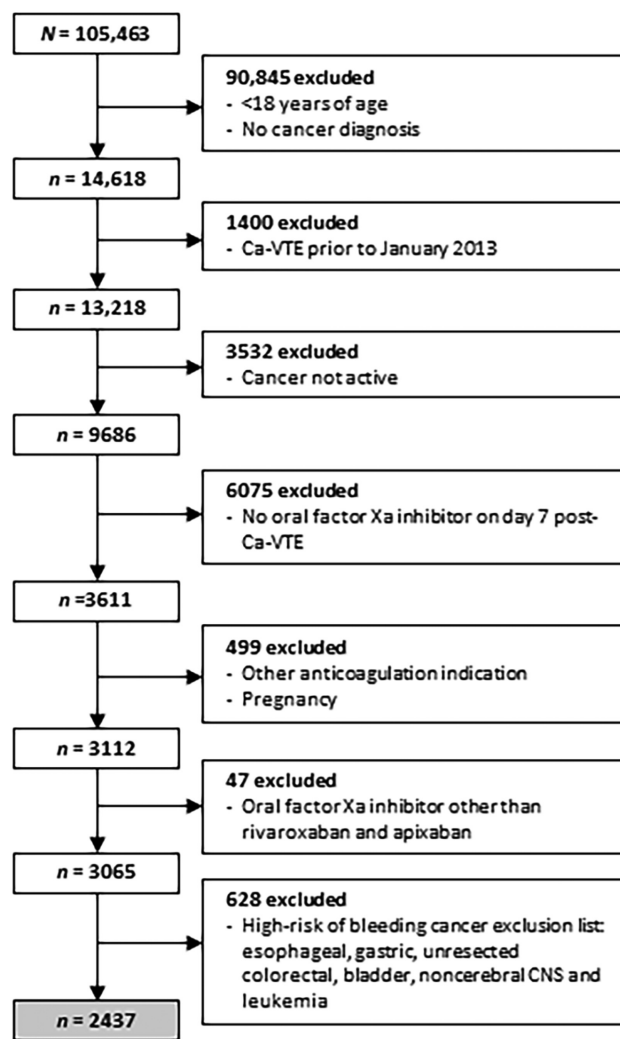 N = 105,463
90,845 excluded
- <18 years of age
- No cancer diagnosis
n = 14,618
1400 excluded
- Ca-VTE prior to January 2013
n = 13,218
3532 excluded
- Cancer not active
n = 9686
6075 excluded
- No oral factor Xa inhibitor on day 7 post-
Ca-VTE
n =3611
499 excluded
- Other anticoagulation indication
- Pregnancy
n = 3112
47 excluded
- Oral factor Xa inhibitor other than
rivaroxaban and apixaban
n = 3065
628 excluded
- High-risk of bleeding cancer exclusion list:
esophageal, gastric, unresected
colorectal, bladder, noncerebral CNS and
leukemia
n = 2437